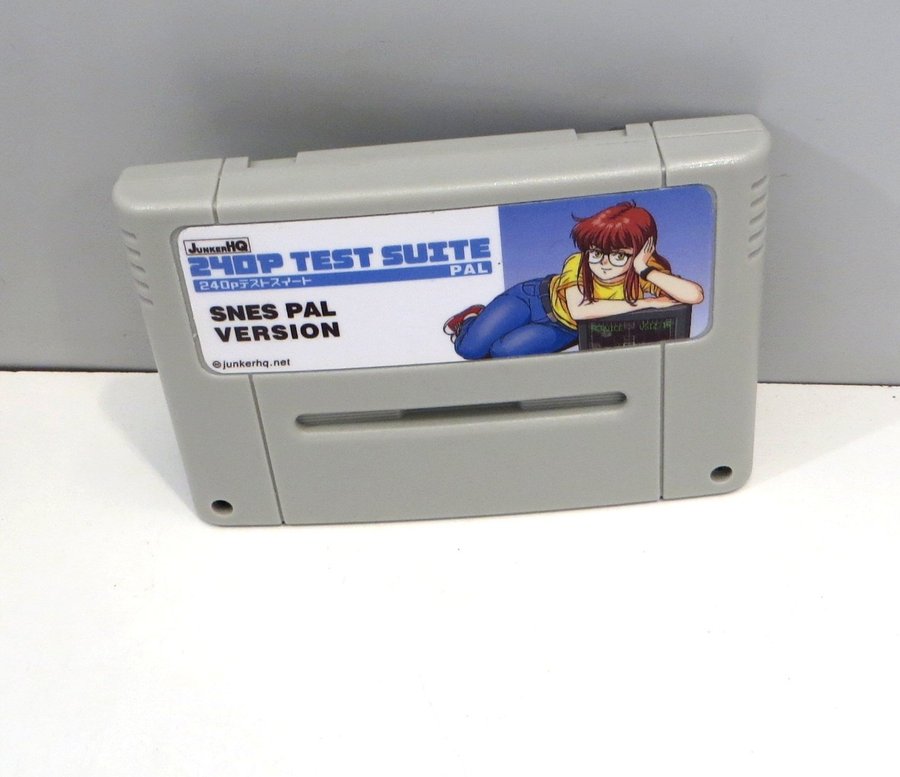 JUNKERHQ
240P TEST SUITE
PAL
240pテストスイート
SNES PAL
VERSION
@junkerhq.net